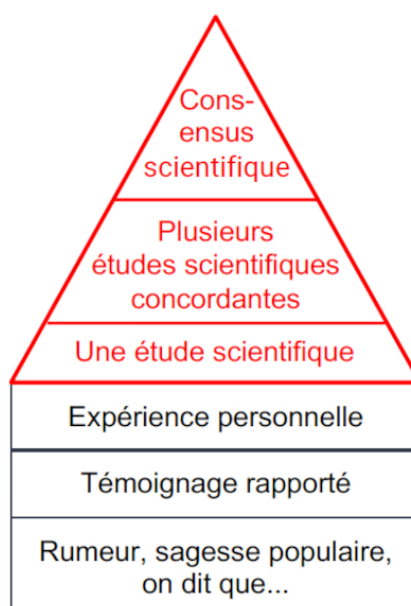 Cons-
ensus
scientifique
Plusieurs
études scientifiques
concordantes
Une étude scientifique
Expérience personnelle
Témoignage rapporté
Rumeur, sagesse populaire,
on dit que...